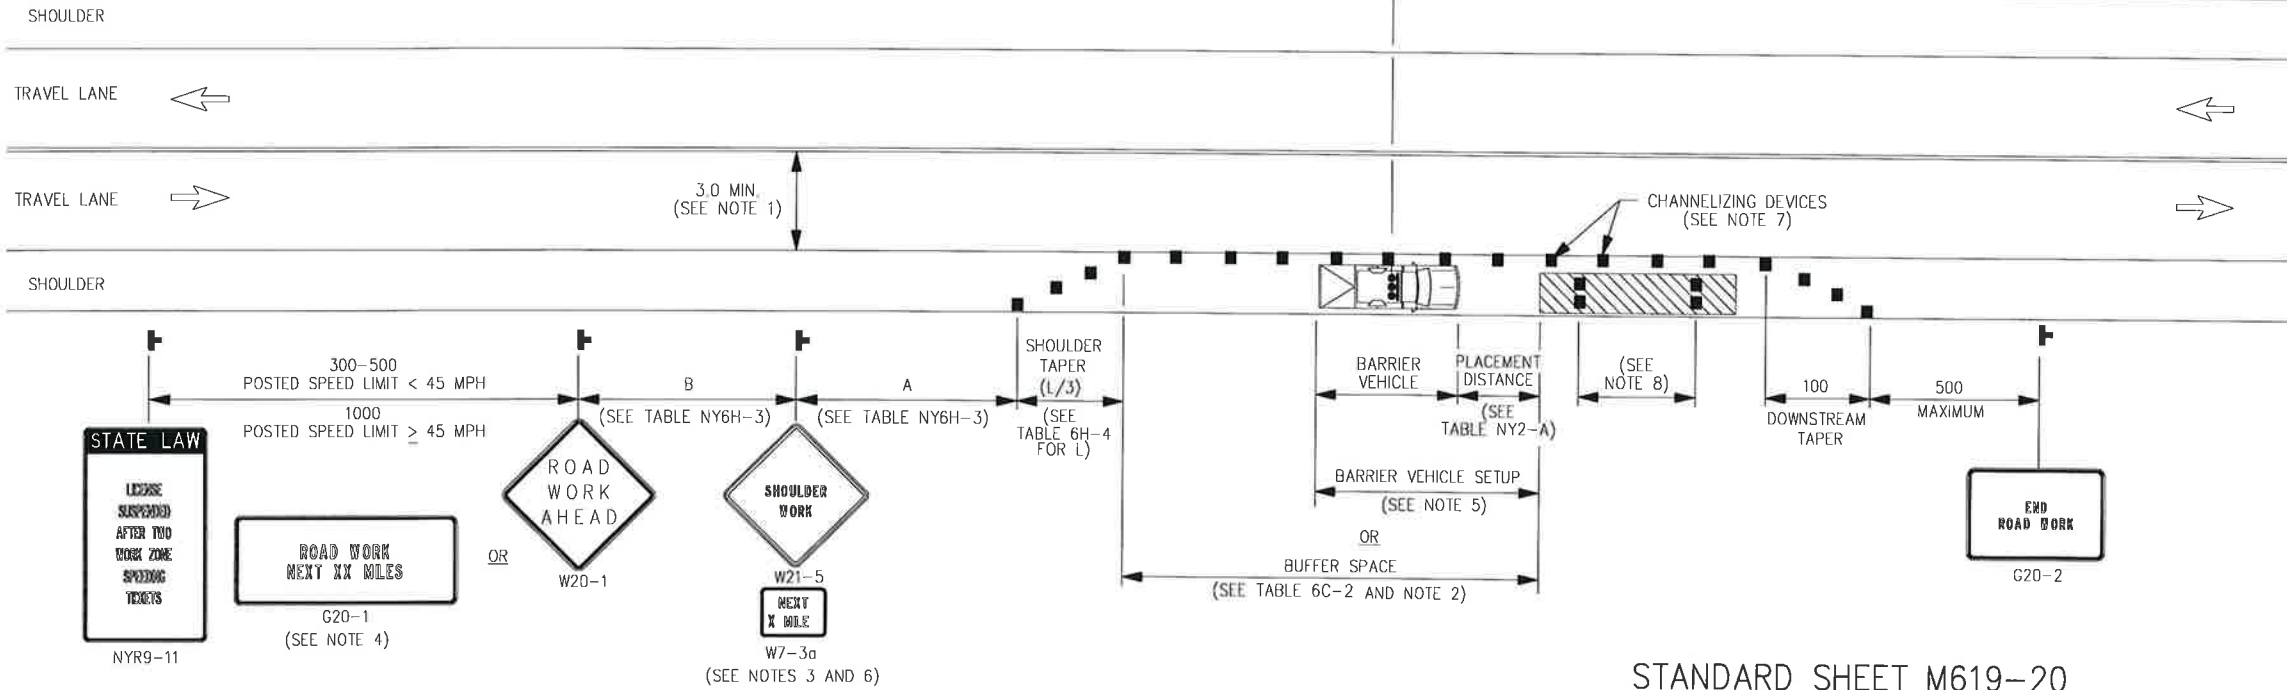 SHOULDER
TRAVEL LANE
TRAVEL LANE
3.0 MIN.
(SEE NOTE 1)
CHANNELIZING DEVICES
(SEE NOTE 7)
SHOULDER
300-500
POSTED SPEED LIMIT < 45 MPH
1000
POSTED SPEED LIMIT ≥ 45 MPH
B
(SEE TABLE NY6H-3)
A
(SEE TABLE NY6H-3)
SHOULDER
TAPER
(L/3)
(SEE
TABLE 6H-4
FOR L)
BARRIER
VEHICLE
PLACEMENT
DISTANCE
(SEE
TABLE NY2-A)
(SEE
NOTE 8)
100
DOWNSTREAM
TAPER
500
MAXIMUM
STATE LAW
LICENSE
SUSPENDED
AFTER TWO
WORK ZONE
SPEEDING
TICKETS
NYR9-11
ROAD WORK
NEXT XX MILES
G20-1
(SEE NOTE 4)
OR
ROAD
WORK
AHEAD
W20-1
SHOULDER
WORK
W21-5
NEXT
X MILE
W7-3a
(SEE NOTES 3 AND 6)
BARRIER VEHICLE SETUP
(SEE NOTE 5)
OR
BUFFER SPACE
(SEE TABLE 6C-2 AND NOTE 2)
END
ROAD WORK
G20-2
STANDARD SHEET M619-20